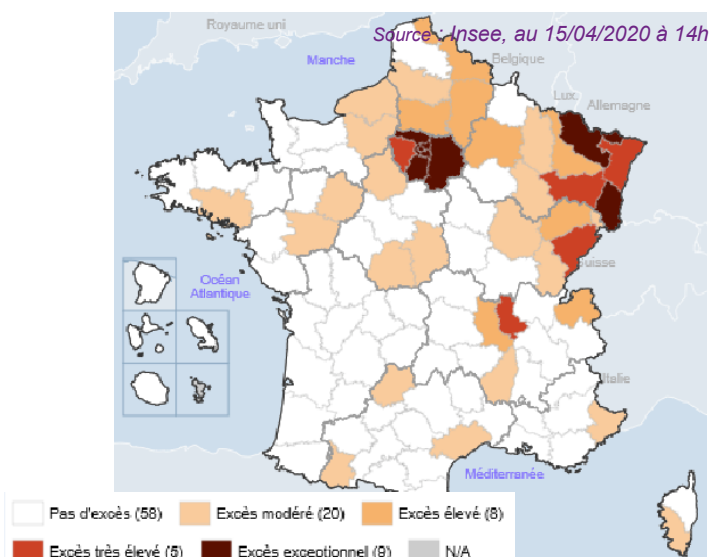 Royaume uni
Source : Insee, au 15/04/2020 à 14h
Manche
Belgique
Lux.
Allemagne
Suisse
Océan
Atlantique
Italie
Méditerranée
Pas d'excès (58) Excès modéré (20) Excès élevé (8)
Excès très élevé (5) Excès exceptionnel (9) N/A